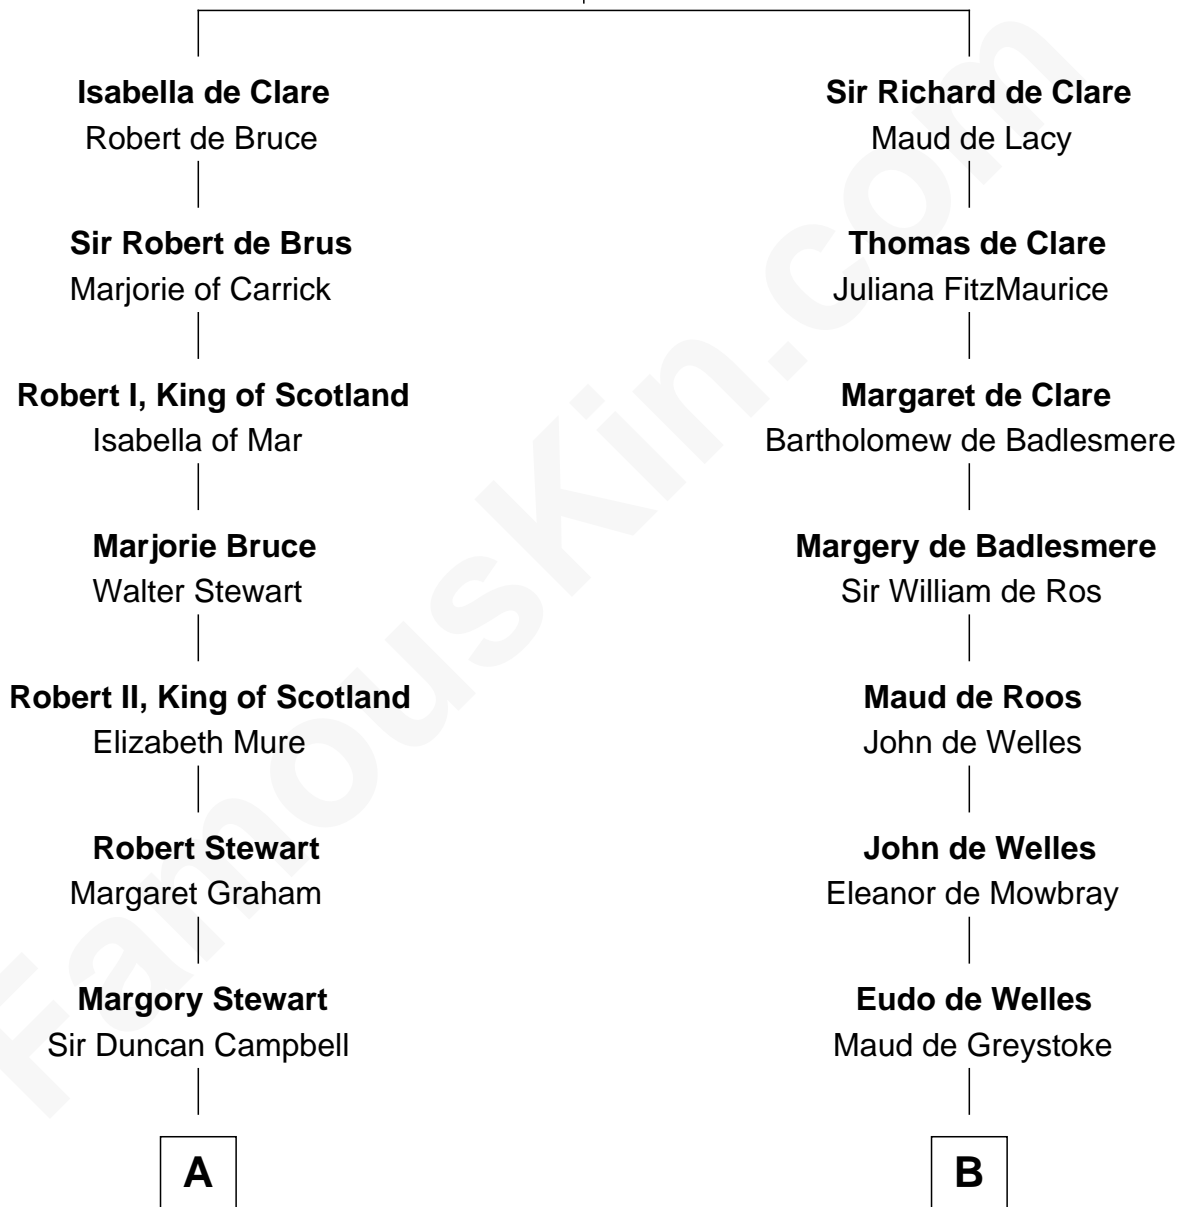 Isabella de Clare
Robert de Bruce
Sir Robert de Brus
Marjorie of Carrick
Robert I, King of Scotland
Isabella of Mar
Marjorie Bruce
Walter Stewart
Robert II, King of Scotland
Elizabeth Mure
Robert Stewart
Margaret Graham
Margory Stewart
Sir Duncan Campbell
A
Sir Richard de Clare
Maud de Lacy
Thomas de Clare
Juliana FitzMaurice
Margaret de Clare
Bartholomew de Badlesmere
Margery de Badlesmere
Sir William de Ros
Maud de Roos
John de Welles
John de Welles
Eleanor de Mowbray
Eudo de Welles
Maud de Greystoke
B
FamousKin.com